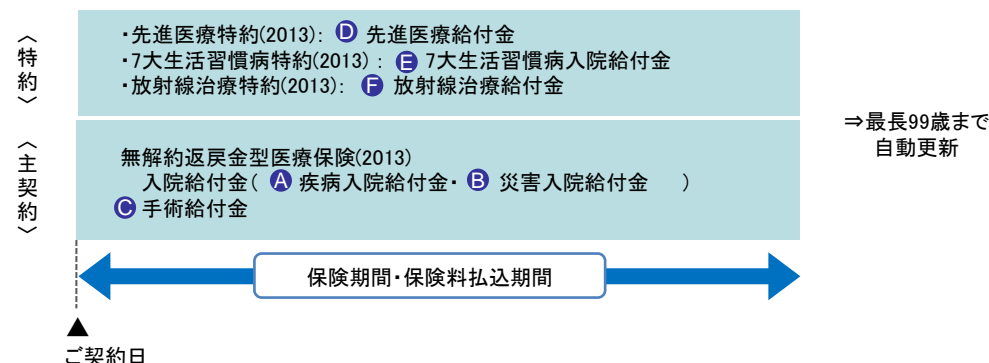 〈特約〉
・先進医療特約(2013)： D 先進医療給付金
・7大生活習慣病特約(2013)： E 7大生活習慣病入院給付金
・放射線治療特約(2013)： F 放射線治療給付金
⇒最長99歳まで
自動更新
〈主契約〉
無解約返戻金型医療保険(2013)
入院給付金( A 疾病入院給付金・ B 災害入院給付金 )
C 手術給付金
保険期間・保険料払込期間
▲
ご契約日